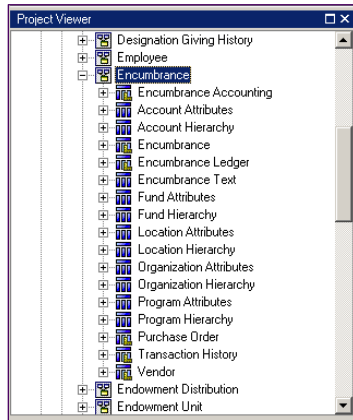 Project Viewer
Designation Giving History
Employee
Encumbrance
Encumbrance Accounting
Account Attributes
Account Hierarchy
Encumbrance
Encumbrance Ledger
Encumbrance Text
Fund Attributes
Fund Hierarchy
Location Attributes
Location Hierarchy
Organization Attributes
Organization Hierarchy
Program Attributes
Program Hierarchy
Purchase Order
Transaction History
Vendor
Endowment Distribution
Endowment Unit